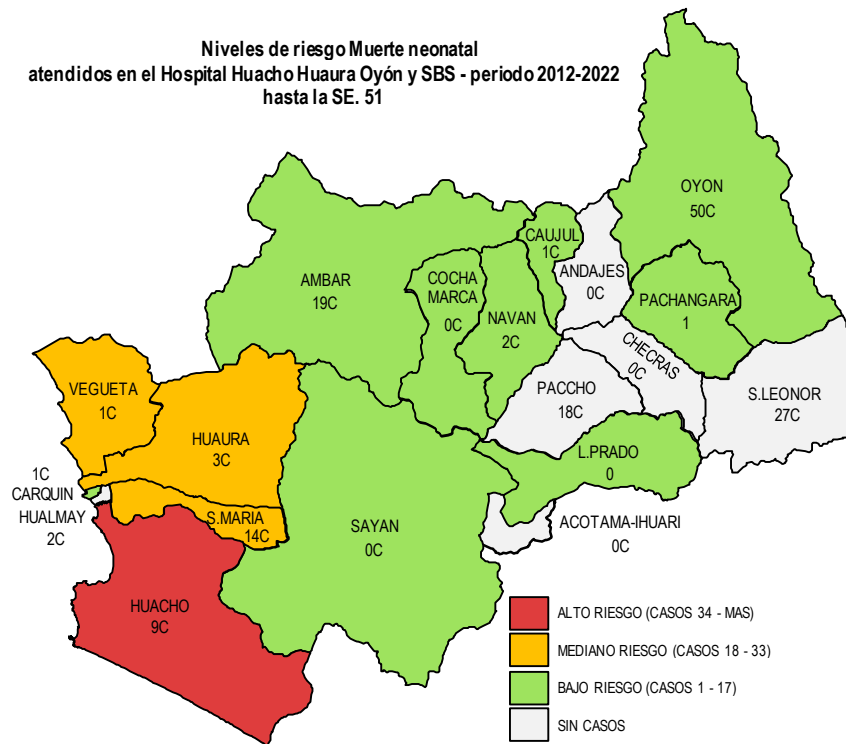 Niveles de riesgo Muerte neonatal
atendidos en el Hospital Huacho Huaura Oyón y SBS - periodo 2012-2022
hasta la SE. 51
OYON
50C
CAUJUL
1C
ANDAJES
0C
AMBAR
19C
COCHA
MARCA
0C
NAVAN
2C
PACHANGARA
1
CHECRAS
0C
VEGUETA
1C
PACCHO
18C
S.LEONOR
27C
HUAURA
3C
L.PRADO
0
1C
CARQUIN
HUALMAY
2C
S.MARIA
14C
SAYAN
0C
ACOTAMA-IHUARI
0C
HUACHO
9C
ALTO RIESGO (CASOS 34 - MAS)
MEDIANO RIESGO (CASOS 18 - 33)
BAJO RIESGO (CASOS 1 - 17)
SIN CASOS